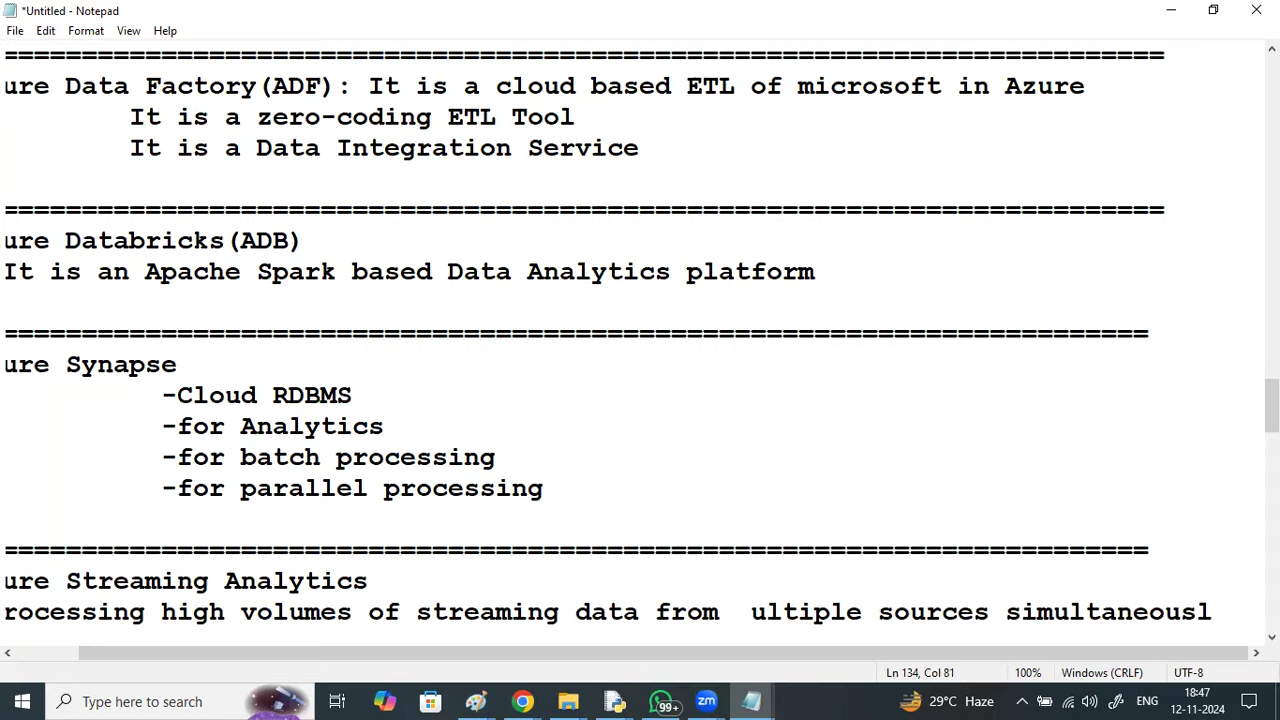 *Untitled - Notepad
File Edit Format View Help
==========================================================================
ure Data Factory(ADF): It is a cloud based ETL of microsoft in Azure
It is a zero-coding ETL Tool
It is a Data Integration Service
==========================================================================
ure Databricks(ADB)
It is an Apache Spark based Data Analytics platform
=========================================================================
ure Synapse
-Cloud RDBMS
-for Analytics
-for batch processing
-for parallel processing
=========================================================================
ure Streaming Analytics
rocessing high volumes of streaming data from  ultiple sources simultaneousl
Ln 134, Col 81 100% Windows (CRLF) UTF-8
Type here to search 99+ zm 29°C Haze ENG 18:47
12-11-2024